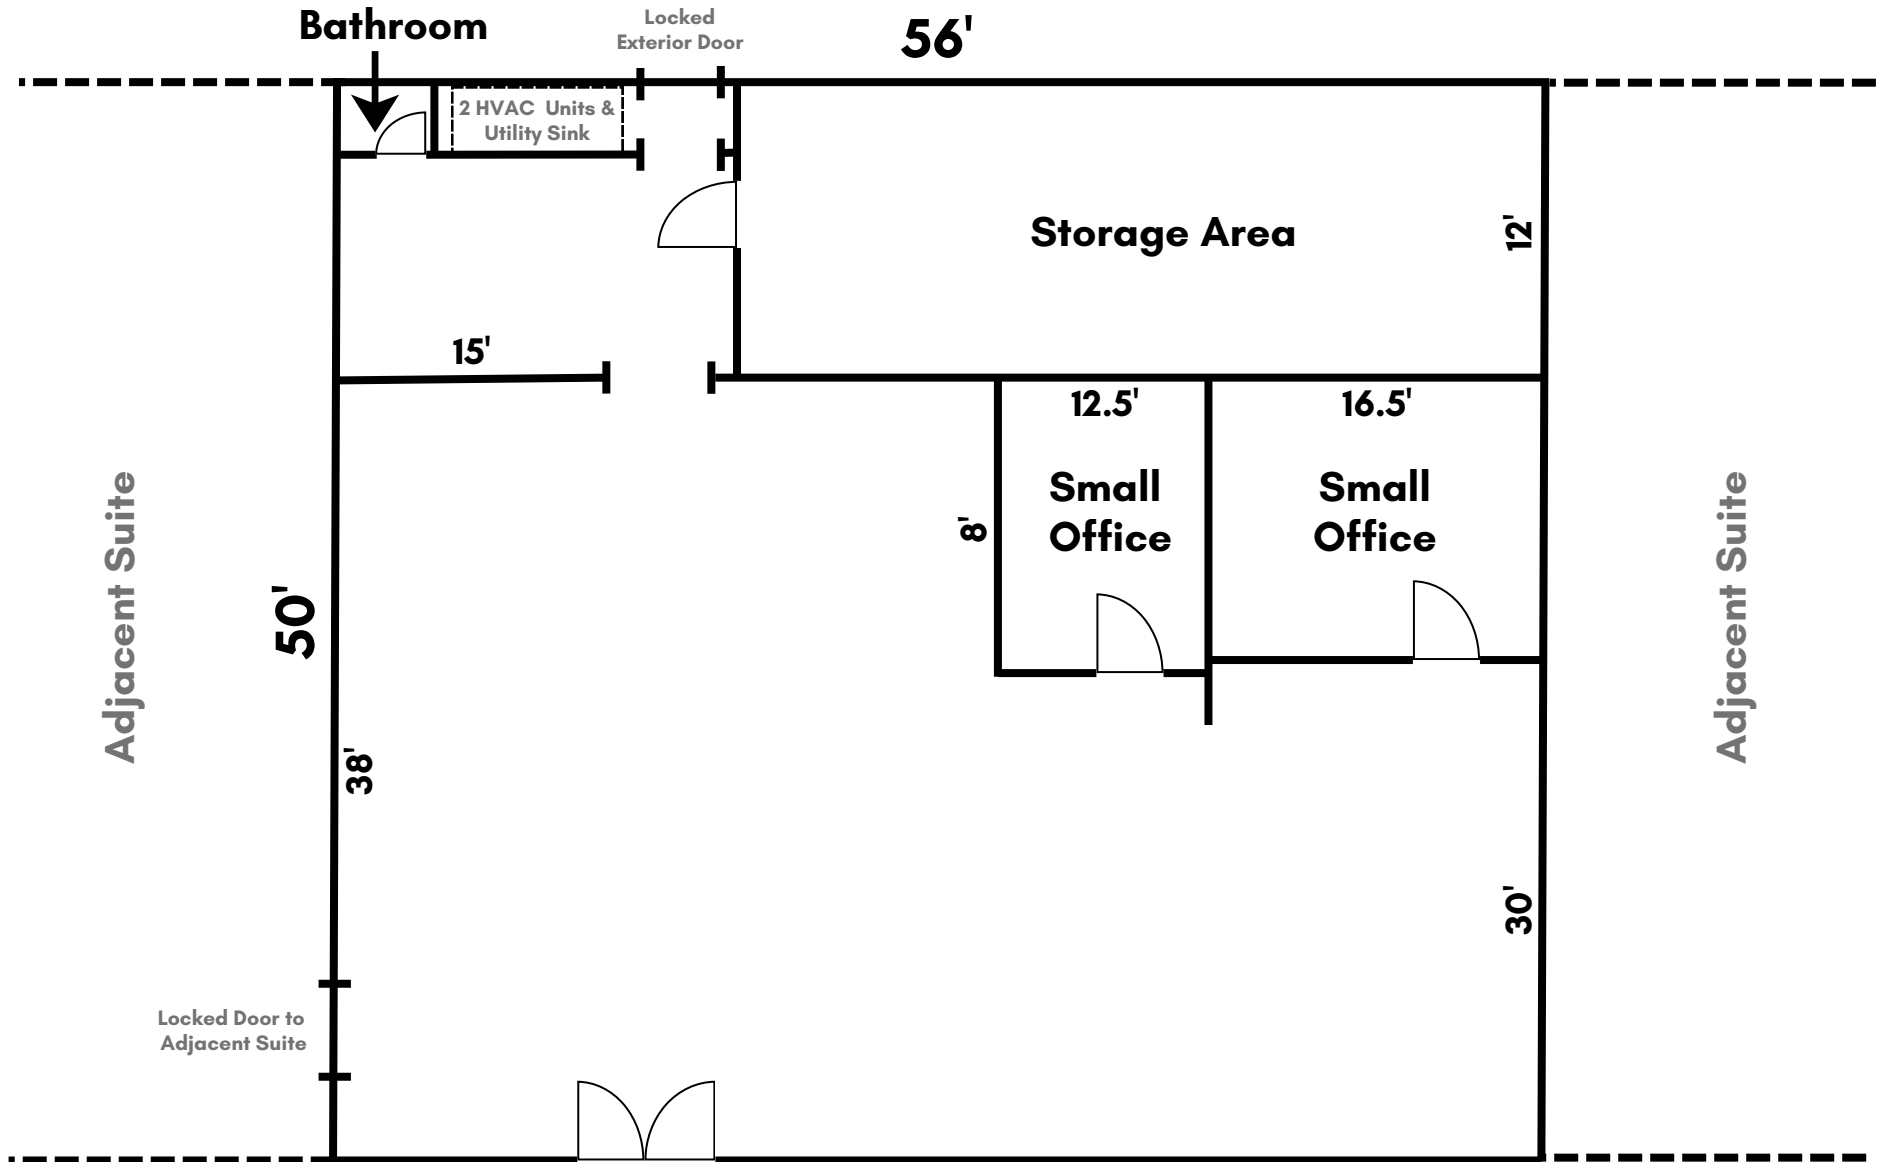 Bathroom
Locked
Exterior Door
56'
2 HVAC Units &
Utility Sink
Storage Area
12'
15'
12.5'
16.5'
Small
Office
Small
Office
8'
Adjacent Suite
Adjacent Suite
50'
38'
30'
Locked Door to
Adjacent Suite